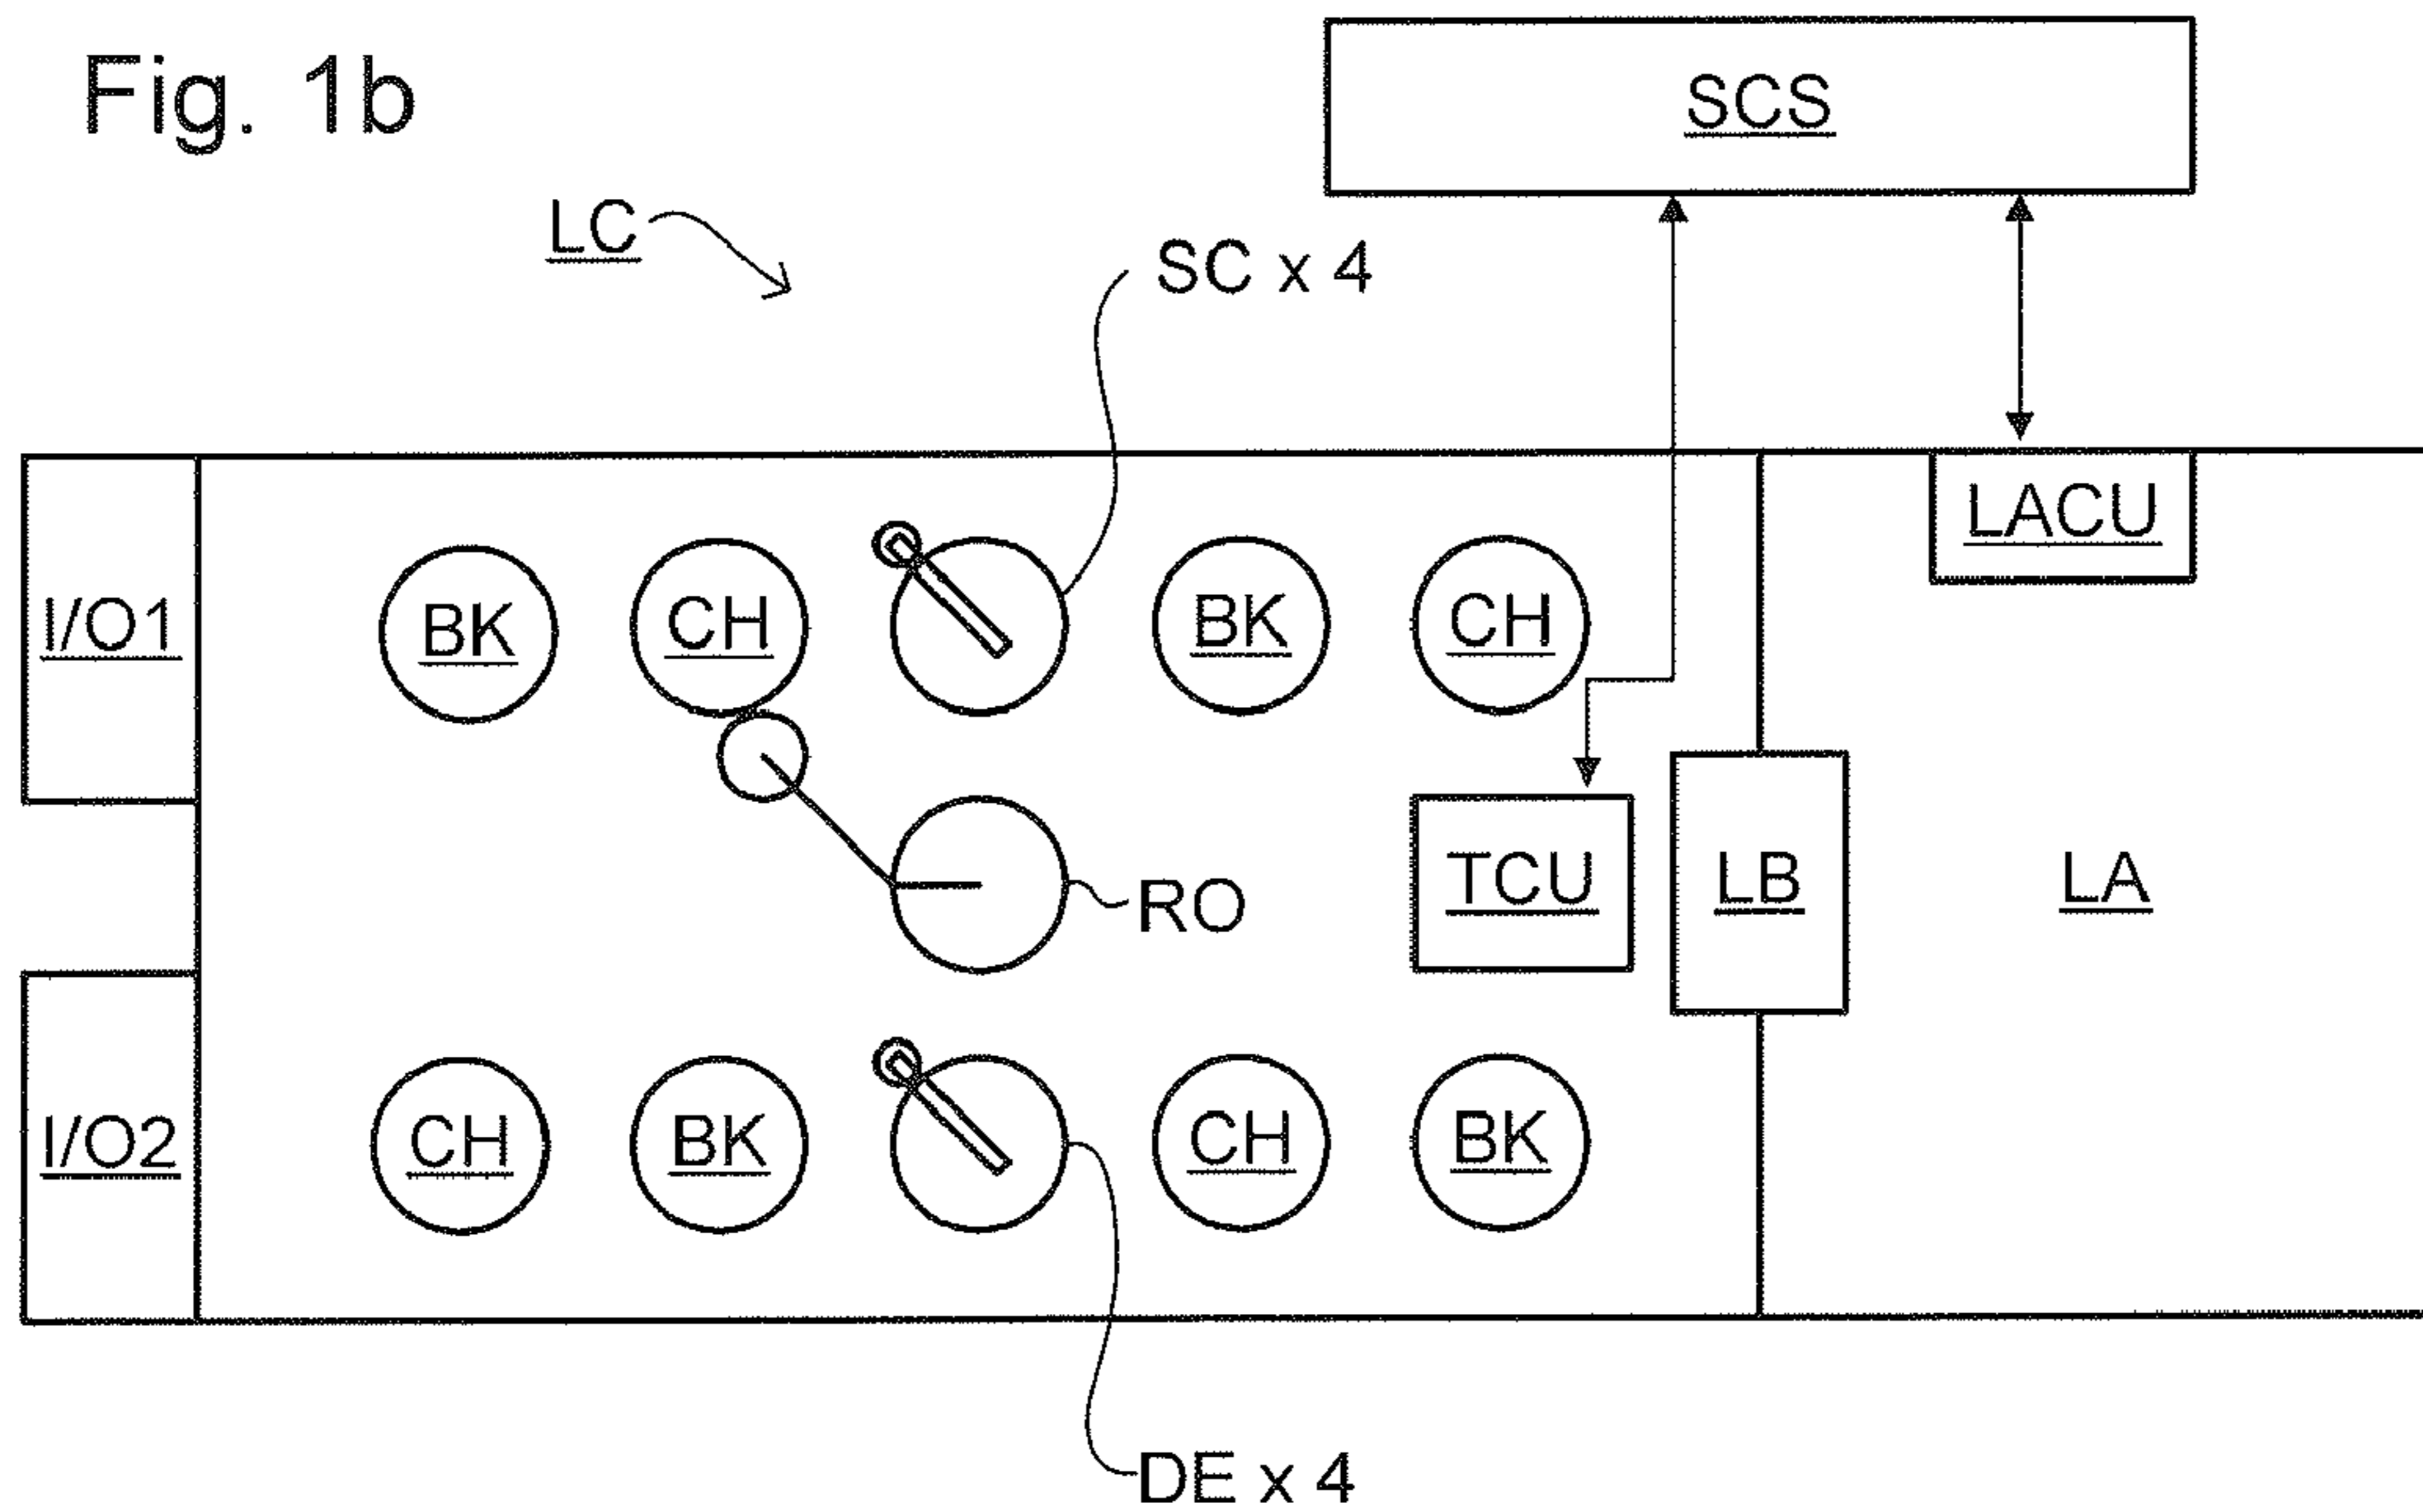 Fig. 1b
SCS
LC
SC x 4
LACU
I/O1
BK
CH
BK
CH
RO
TCU
LB
LA
I/O2
CH
BK
CH
BK
DE x 4